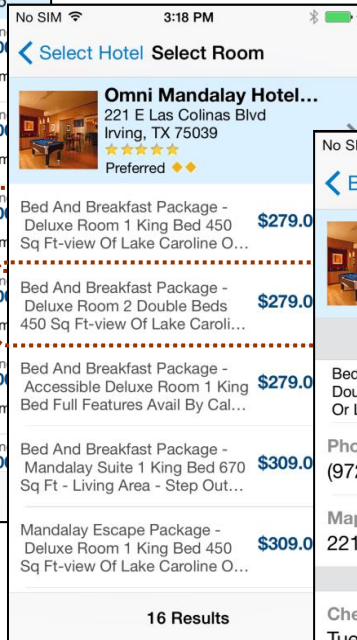 No SIM 3:18 PM
Select Hotel Select Room
Omni Mandalay Hotel...
221 E Las Colinas Blvd
Irving, TX 75039
Preferred
Bed And Breakfast Package -
Deluxe Room 1 King Bed 450
Sq Ft-view Of Lake Caroline O...
$279.0
Bed And Breakfast Package -
Deluxe Room 2 Double Beds
450 Sq Ft-view Of Lake Caroli...
$279.0
Bed And Breakfast Package -
Accessible Deluxe Room 1 King
Bed Full Features Avail By Cal...
$279.0
Bed And Breakfast Package -
Mandalay Suite 1 King Bed 670
Sq Ft - Living Area - Step Out...
$309.0
Mandalay Escape Package -
Deluxe Room 1 King Bed 450
Sq Ft-view Of Lake Caroline O...
$309.0
16 Results
No SI
Bed
Dou
Or L
Pho
(972
Map
221
Che